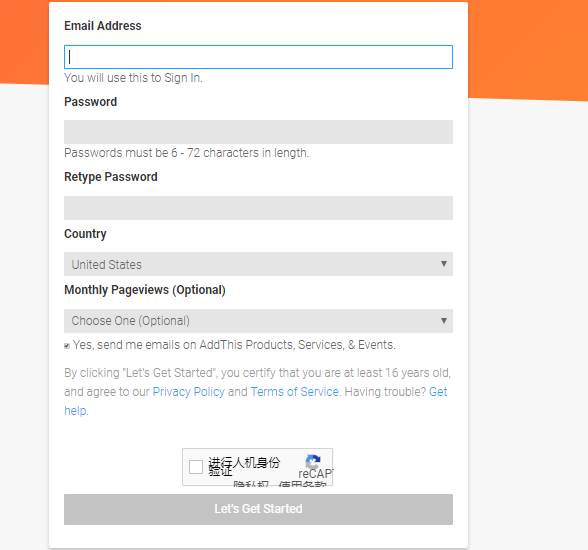 Email Address
You will use this to Sign In.
Password
Passwords must be 6 - 72 characters in length.
Retype Password
Country
United States
Monthly Pageviews (Optional)
Choose One (Optional)
Yes, send me emails on AddThis Products, Services, & Events.
By clicking "Let's Get Started", you certify that you are at least 16 years old,
and agree to our Privacy Policy and Terms of Service. Having trouble? Get
help.
进行人机身份
验证
reCAPT
隐私权 使用条款
Let's Get Started